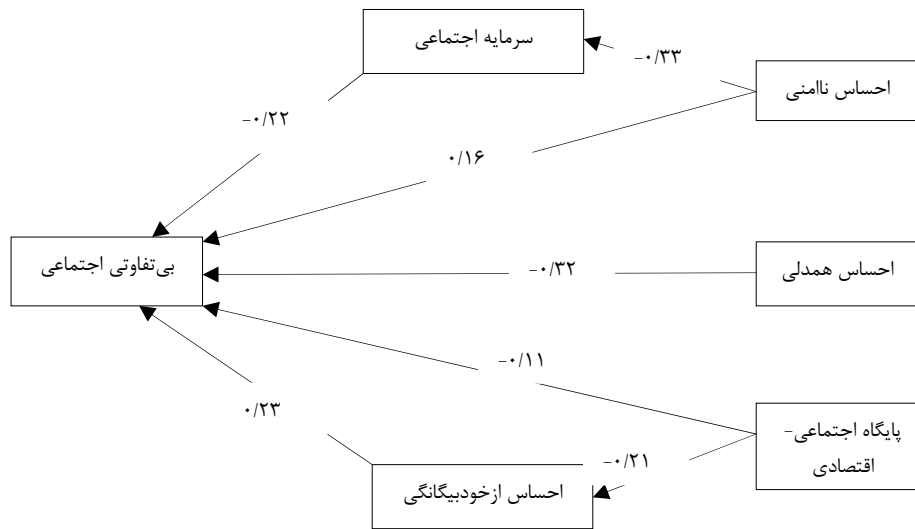 سرمایه اجتماعی
-۰/۳۳
احساس ناامنی
-۰/۲۲
۰/۱۶
بی‌تفاوتی اجتماعی
-۰/۳۲
احساس همدلی
-۰/۱۱
۰/۲۳
پایگاه اجتماعی-
اقتصادی
-۰/۲۱
احساس ازخودبیگانگی